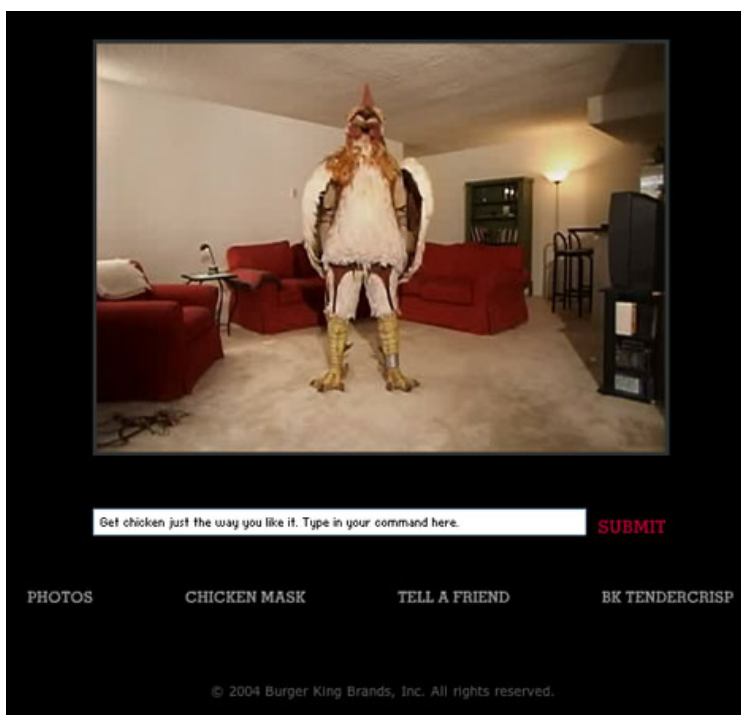 Get chicken just the way you like it. Type in your command here.
SUBMIT
PHOTOS
CHICKEN MASK
TELL A FRIEND
BK TENDERCRISP
© 2004 Burger King Brands, Inc. All rights reserved.